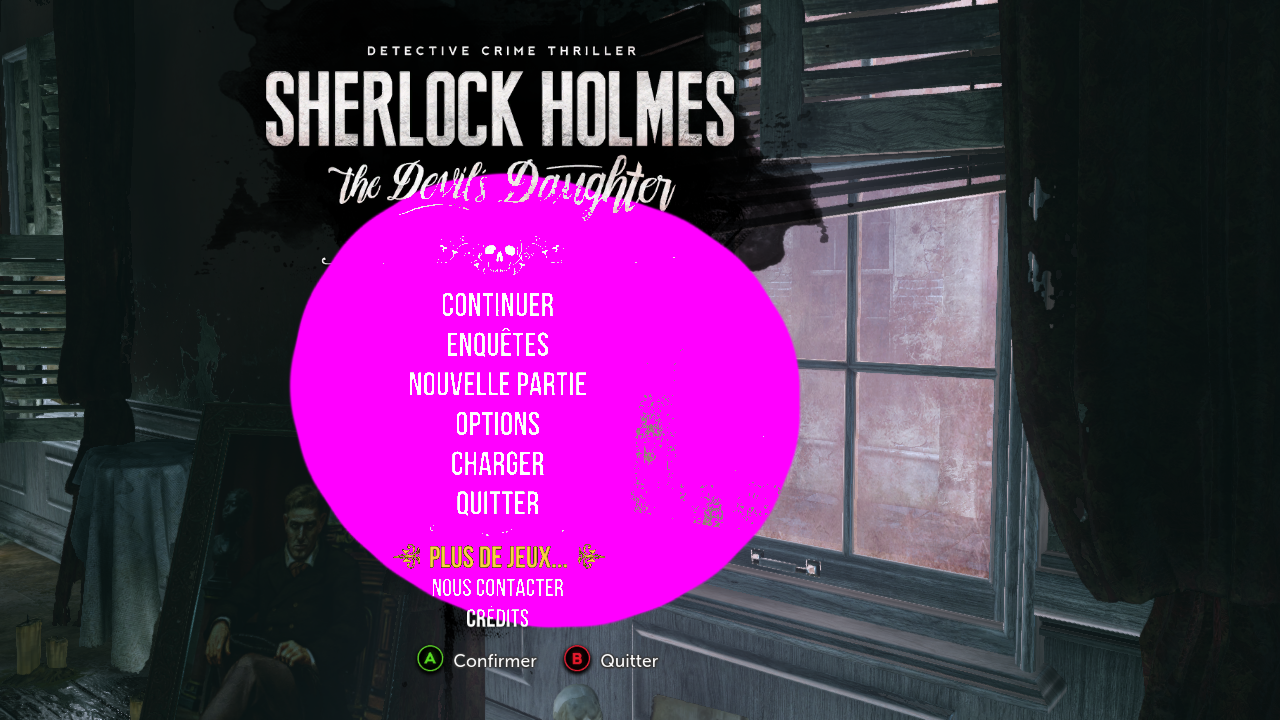 DETECTIVE CRIME THRILLER
SHERLOCK HOLMES
the Devil's Daughter
CONTINUER
ENQUÊTES
NOUVELLE PARTIE
OPTIONS
CHARGER
QUITTER
PLUS DE JEUX...
NOUS CONTACTER
CRÉDITS
A Confirmer B Quitter